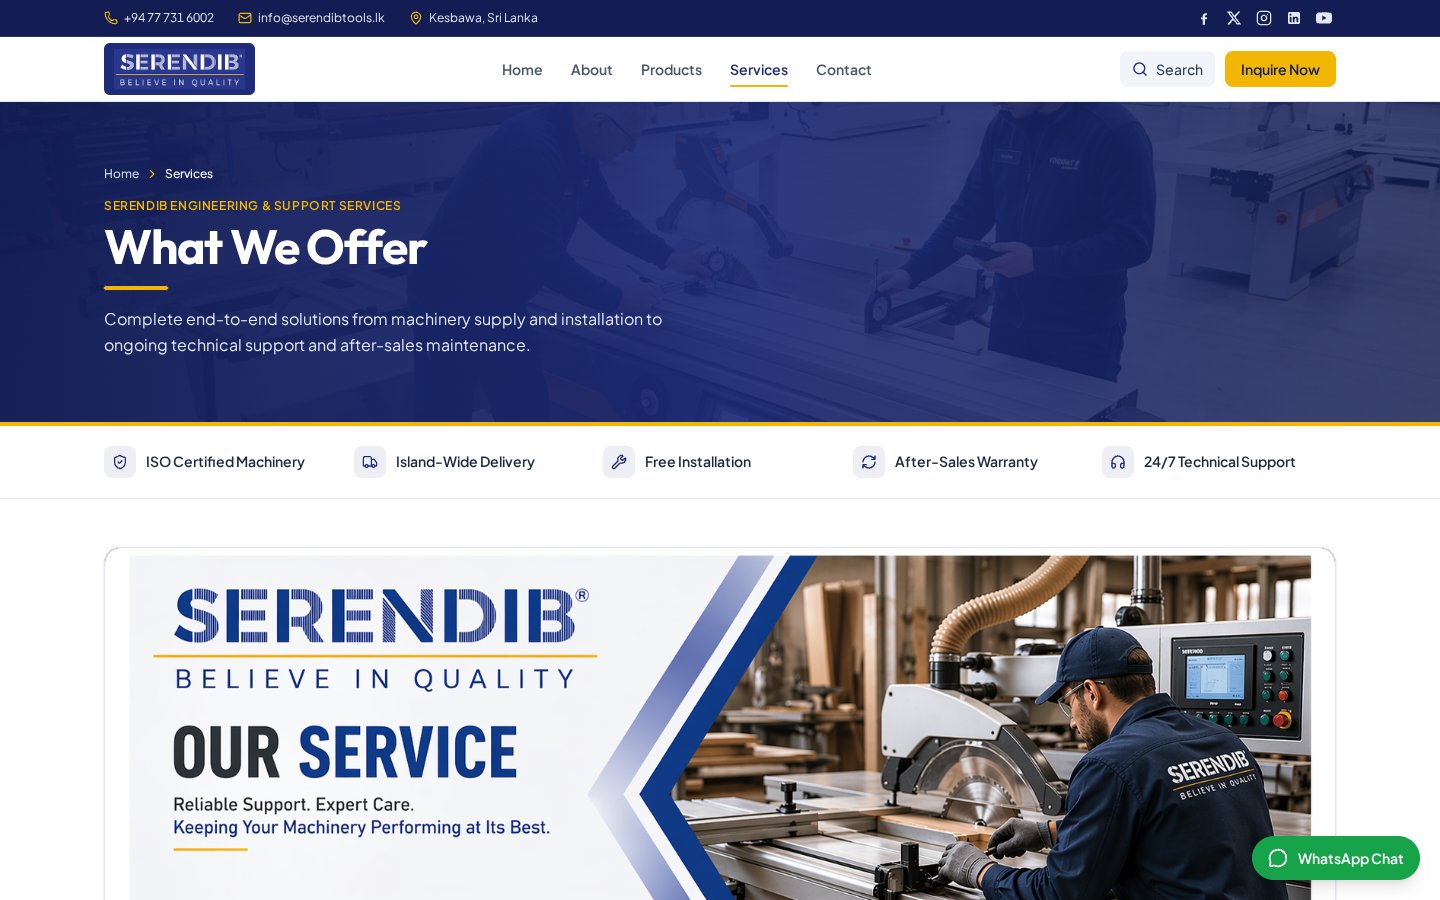 +94 77 731 6002
info@serendibtools.lk
Kesbawa, Sri Lanka
SERENDIB®
BELIEVE IN QUALITY
Home
About
Products
Services
Contact
Search
Inquire Now
Home > Services
SERENDIB ENGINEERING & SUPPORT SERVICES
What We Offer
Complete end-to-end solutions from machinery supply and installation to
ongoing technical support and after-sales maintenance.
ISO Certified Machinery
Island-Wide Delivery
Free Installation
After-Sales Warranty
24/7 Technical Support
SERENDIB®
BELIEVE IN QUALITY
OUR SERVICE
Reliable Support. Expert Care.
Keeping Your Machinery Performing at Its Best.
SERENDIB
BELIEVE IN QUALITY
WhatsApp Chat